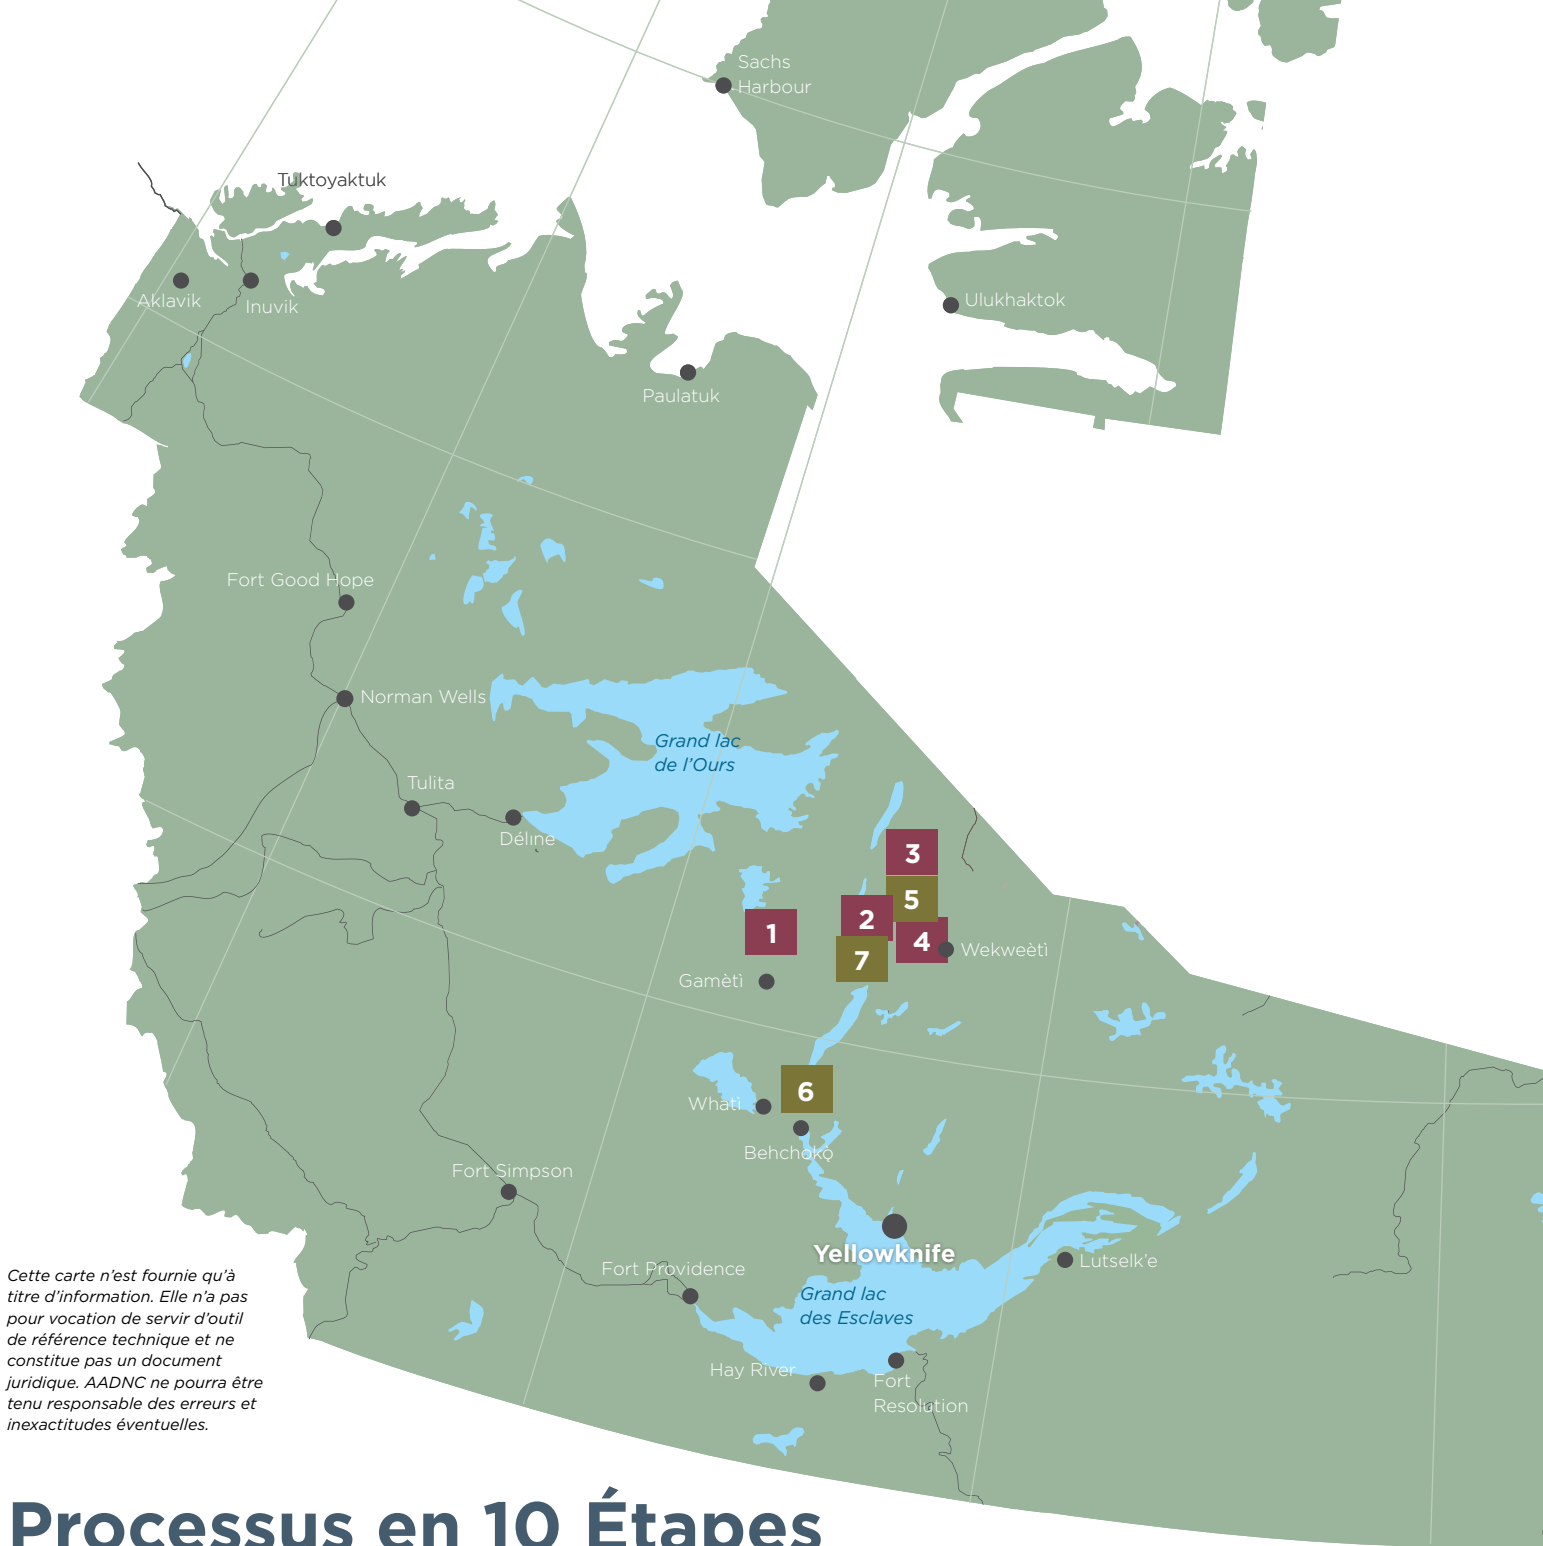 Sachs
Harbour
Tuktoyaktuk
Aklavik
Inuvik
Ulukhaktok
Paulatuk
Fort Good Hope
Norman Wells
Grand lac
de l’Ours
Tulita
Déline
3
5
2
1
4
7
Wekweètì
Gamètì
6
Whatì
Behchokǫ̀
Fort Simpson
Yellowknife
Lutselk’e
Fort Providence
Grand lac
des Esclaves
Hay River
Fort
Resolution
Cette carte n’est fournie qu’à
titre d’information. Elle n’a pas
pour vocation de servir d’outil
de référence technique et ne
constitue pas un document
juridique. AADNC ne pourra être
tenu responsable des erreurs et
inexactitudes éventuelles.
Processus en 10 Étapes